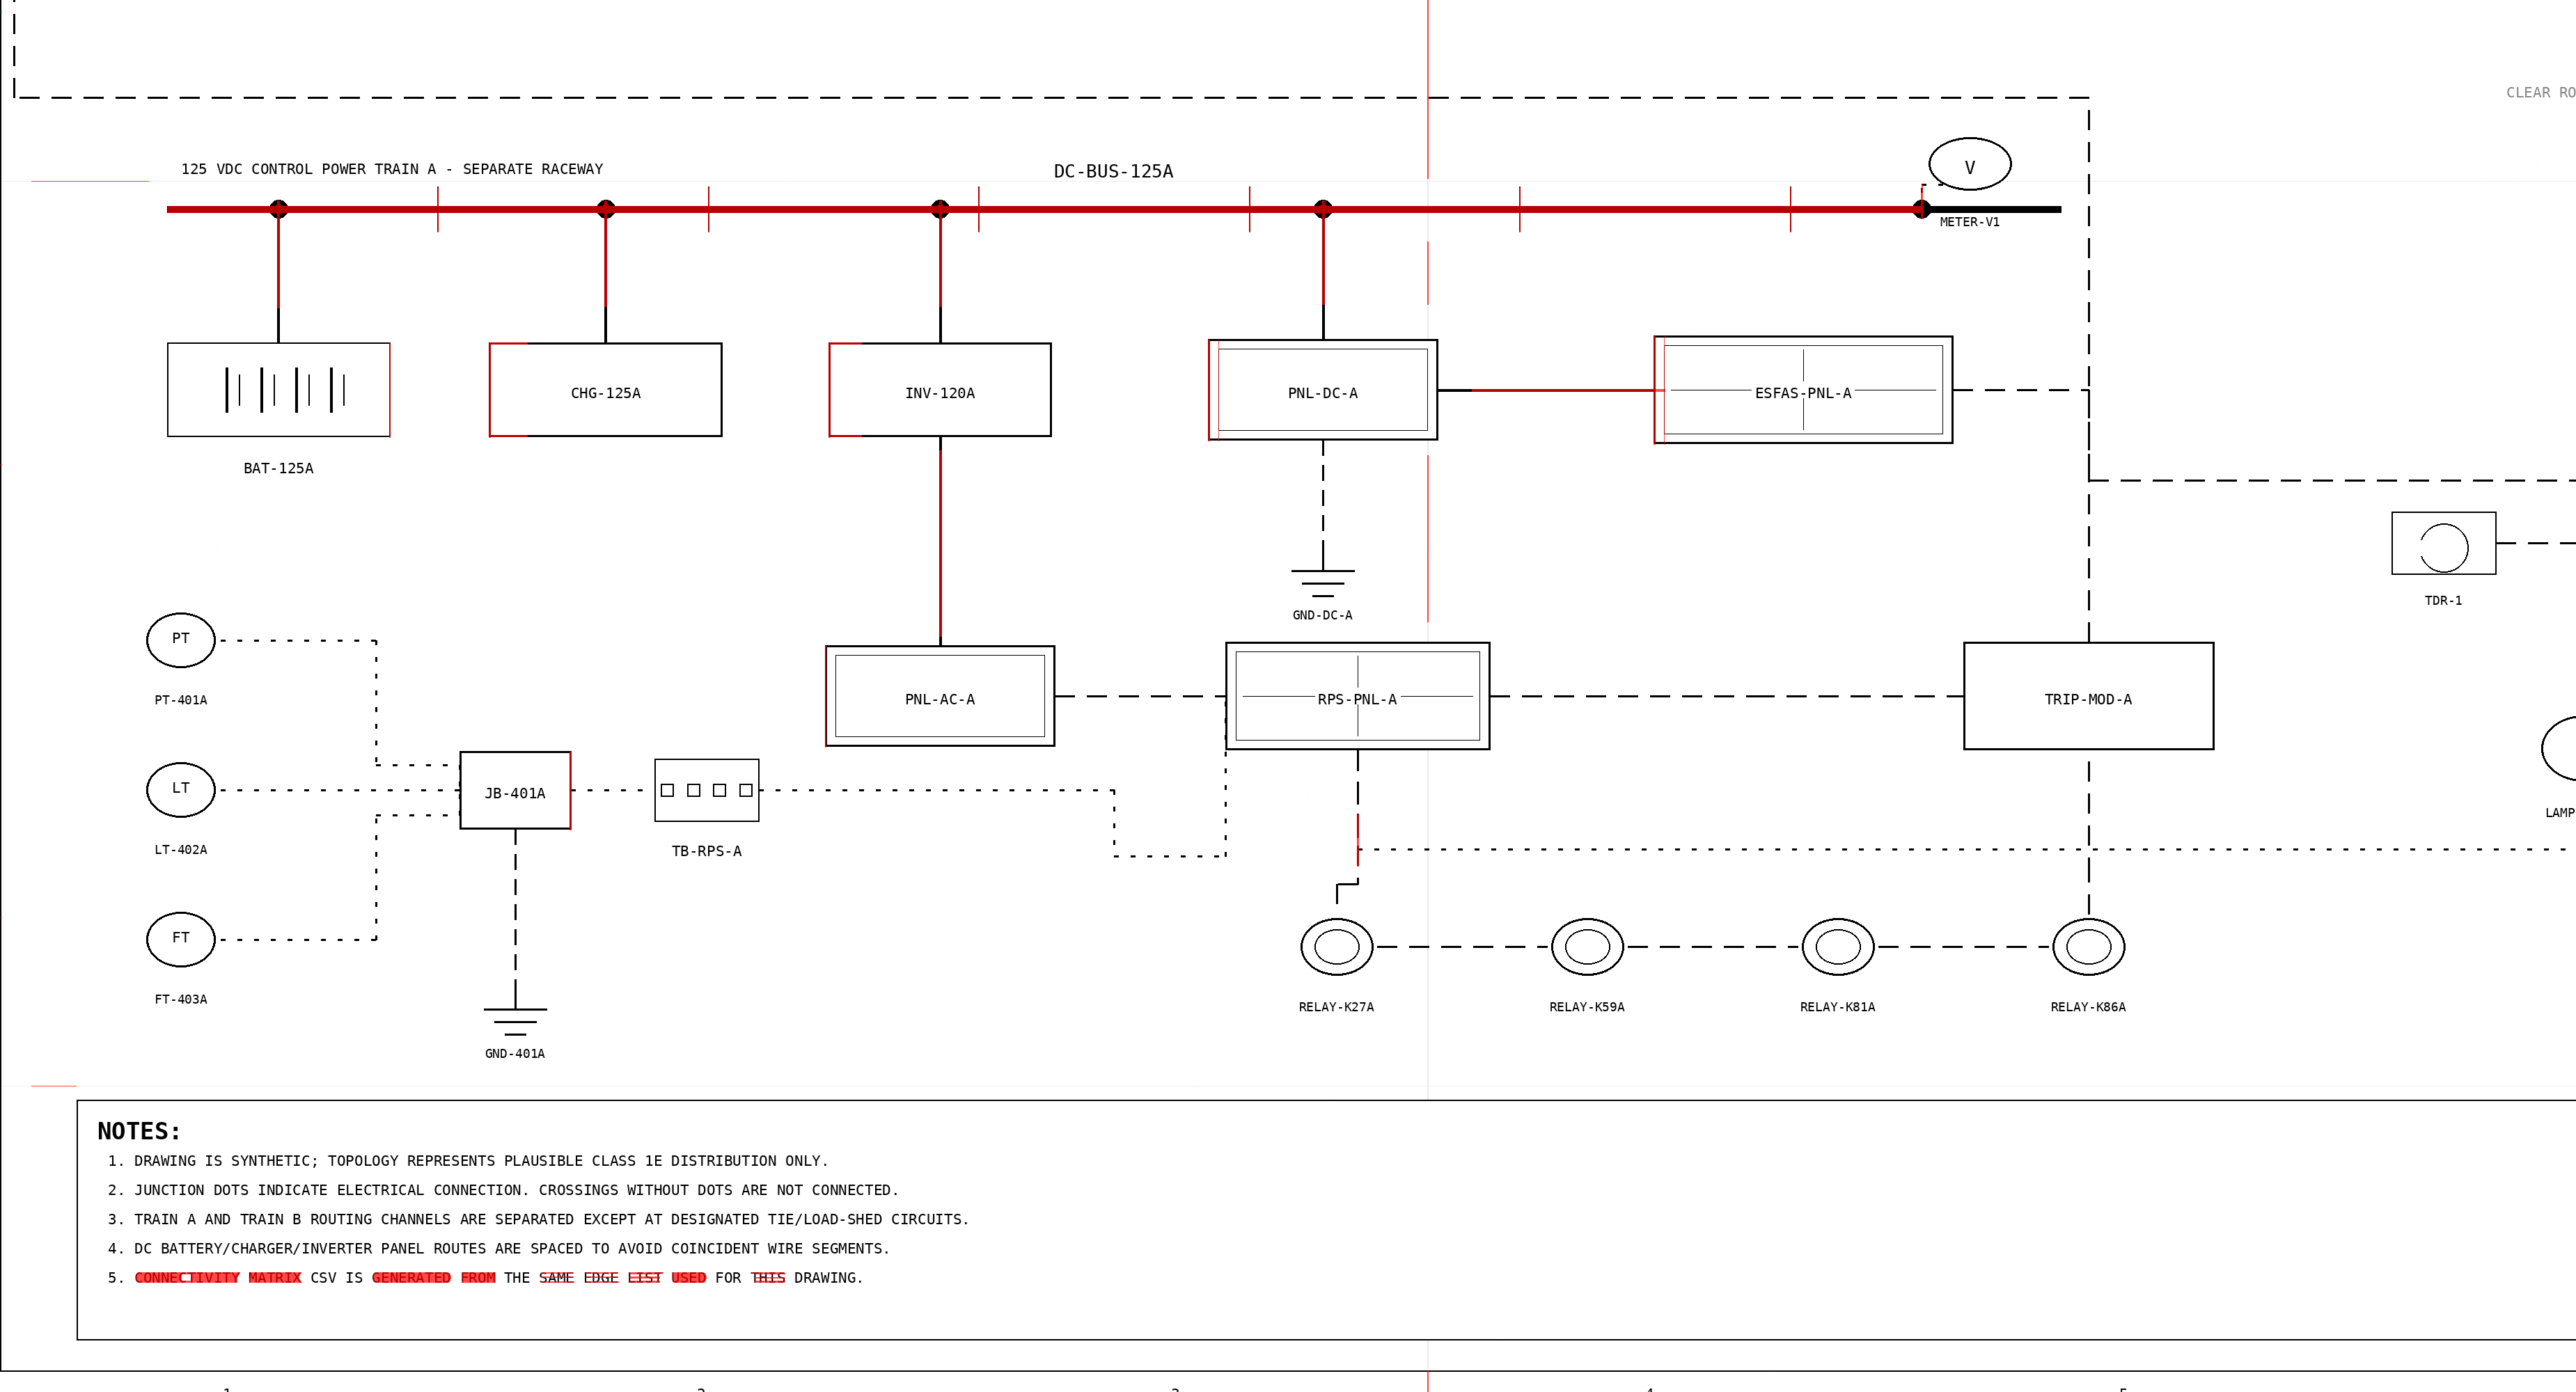 CLEAR RO
125 VDC CONTROL POWER TRAIN A - SEPARATE RACEWAY
DC-BUS-125A
V
METER-V1
CHG-125A
INV-120A
PNL-DC-A
ESFAS-PNL-A
BAT-125A
TDR-1
GND-DC-A
PT
PT-401A
PNL-AC-A
RPS-PNL-A
TRIP-MOD-A
LT
JB-401A
LAMP
LT-402A
TB-RPS-A
FT
FT-403A
RELAY-K27A
RELAY-K59A
RELAY-K81A
RELAY-K86A
GND-401A
NOTES:
1. DRAWING IS SYNTHETIC; TOPOLOGY REPRESENTS PLAUSIBLE CLASS 1E DISTRIBUTION ONLY.
2. JUNCTION DOTS INDICATE ELECTRICAL CONNECTION. CROSSINGS WITHOUT DOTS ARE NOT CONNECTED.
3. TRAIN A AND TRAIN B ROUTING CHANNELS ARE SEPARATED EXCEPT AT DESIGNATED TIE/LOAD-SHED CIRCUITS.
4. DC BATTERY/CHARGER/INVERTER PANEL ROUTES ARE SPACED TO AVOID COINCIDENT WIRE SEGMENTS.
5. CONNECTIVITY MATRIX CSV IS GENERATED FROM THE SAME EDGE LIST USED FOR THIS DRAWING.